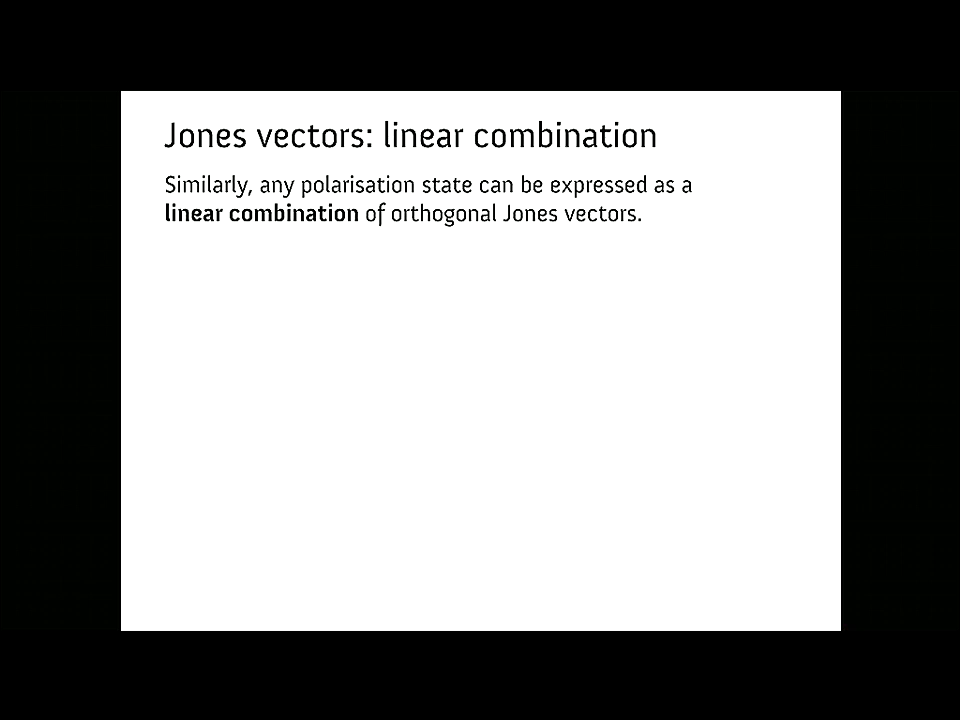 Jones vectors: linear combination
Similarly, any polarisation state can be expressed as a
linear combination of orthogonal Jones vectors.